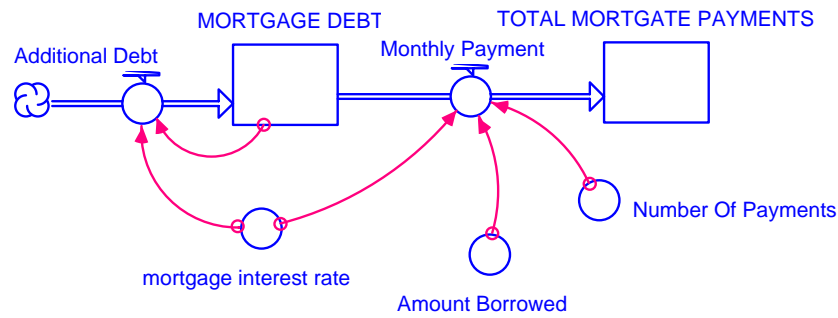 MORTGAGE DEBT
TOTAL MORTGATE PAYMENTS
Additional Debt
Monthly Payment
Number Of Payments
mortgage interest rate
Amount Borrowed